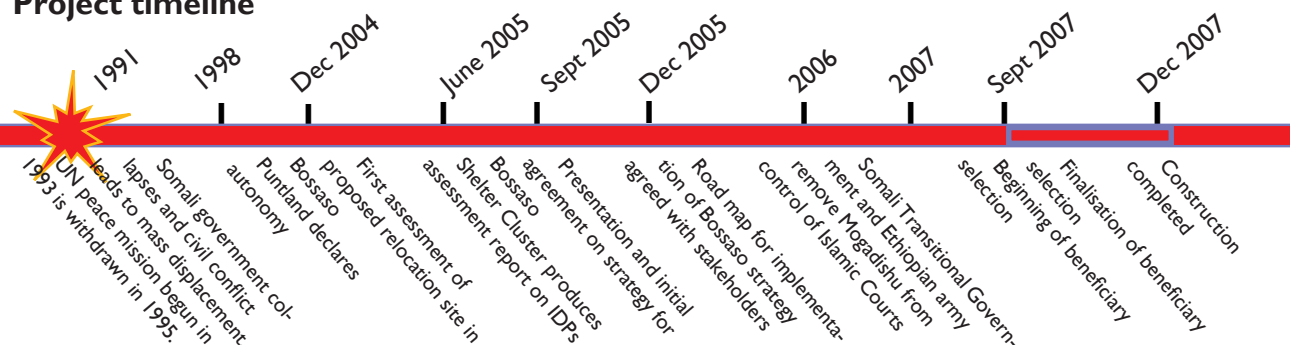 Project timeline
1991
1998
Dec 2004
June 2005
Sept 2005
Dec 2005
2006
2007
Sept 2007
Dec 2007
Somali government col-
lapses and civil conflict
leads to mass displacement
UN peace mission begun in
1993 is withdrawn in 1995.
Puntland declares
autonomy
First assessment of
proposed relocation site in
Bossaso
Shelter Cluster produces
assessment report on IDPs
Presentation and initial
agreement on strategy for
Bossaso
Road map for implementa-
tion of Bossaso strategy
agreed with stakeholders
Somali Transitional Govern-
ment and Ethiopian army
remove Mogadishu from
control of Islamic Courts
Beginning of beneficiary
selection
Finalisation of beneficiary
selection
Construction
completed